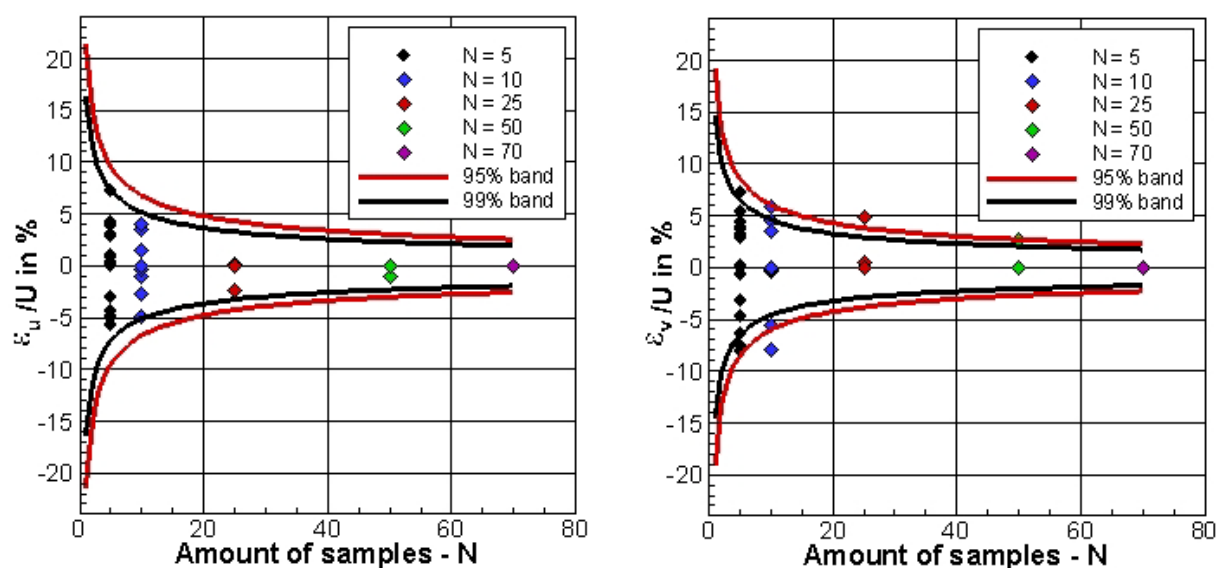 20
15
10
5
0
-5
-10
-15
-20
εu/U in %
0
20
40
60
80
Amount of samples - N
N = 5
N = 10
N = 25
N = 50
N = 70
95% band
99% band
20
15
10
5
0
-5
-10
-15
-20
εv/U in %
0
20
40
60
80
Amount of samples - N
N = 5
N = 10
N = 25
N = 50
N = 70
95% band
99% band